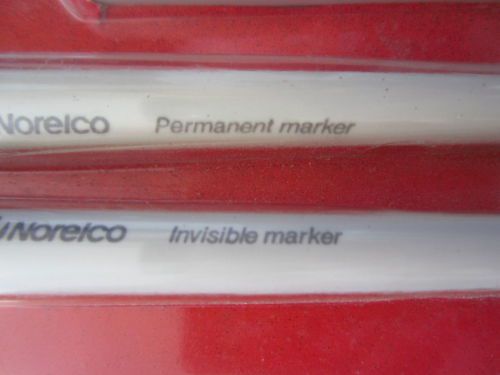 Norelco Permanent marker
Norelco Invisible marker